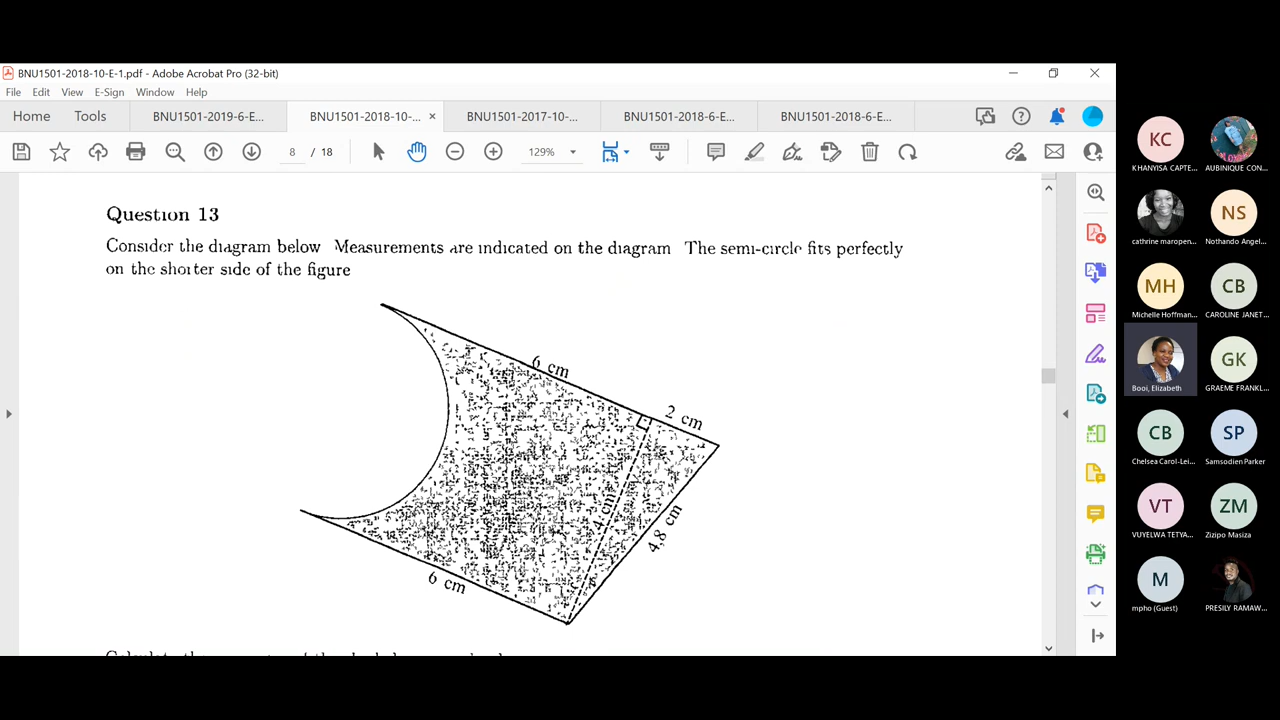 BNU1501-2018-10-E-1.pdf - Adobe Acrobat Pro (32-bit)
File Edit View E-Sign Window Help
Home Tools BNU1501-2019-6-E... BNU1501-2018-10-... × BNU1501-2017-10-... BNU1501-2018-6-E... BNU1501-2018-6-E...
8 / 18 129%
Question 13
Consider the diagram below Measurements are indicated on the diagram The semi-circle fits perfectly
on the shorter side of the figure
6 cm
2 cm
4 cm
4,8 cm
6 cm
KC
KHANYISA CAPTE...
AUBINIQUE CON...
cathrine maropen...
NS
Nothando Angel...
MH
Michelle Hoffman...
CB
CAROLINE JANET...
Booi, Elizabeth
GK
GRAEME FRANKL...
CB
Chelsea Carol-Lei...
SP
Samsodien Parker
VT
VUYELWA TETYA...
ZM
Zizipo Masiza
M
mpho (Guest)
PRESILY RAMAW...